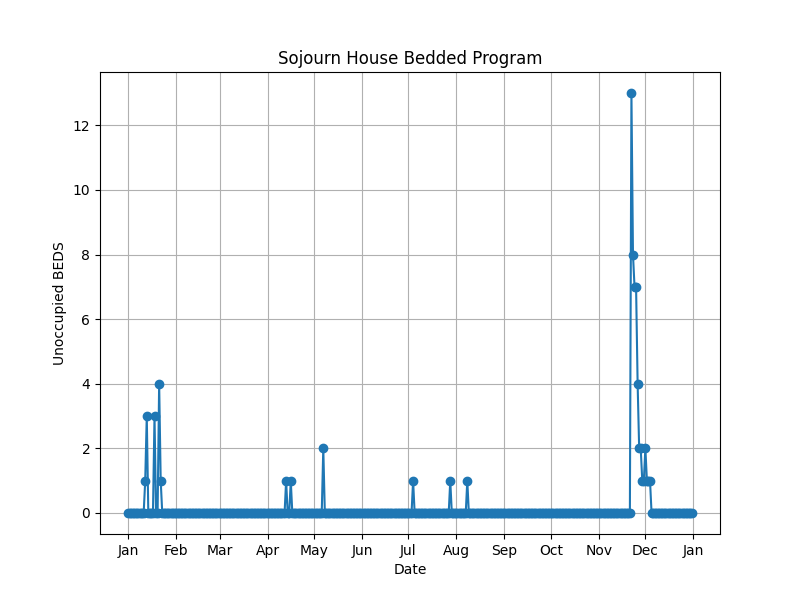 Sojourn House Bedded Program
12
10
8
6
4
2
0
Unoccupied BEDS
Jan Feb Mar Apr May Jun Jul Aug Sep Oct Nov Dec Jan
Date